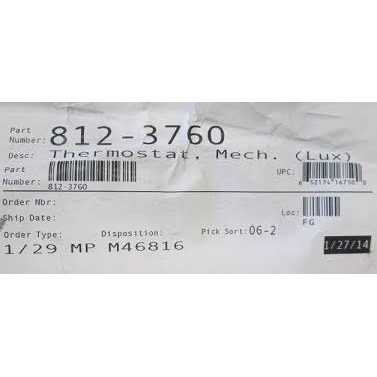 Part Number: 812-3760
Desc: Thermostat, Mech. (Lux)
Part Number: 812-3760
UPC:
Order Nbr:
Ship Date:
Loc: FG
Order Type: Disposition: Pick Sort: 06-2
1/29 MP M46816
1/27/14